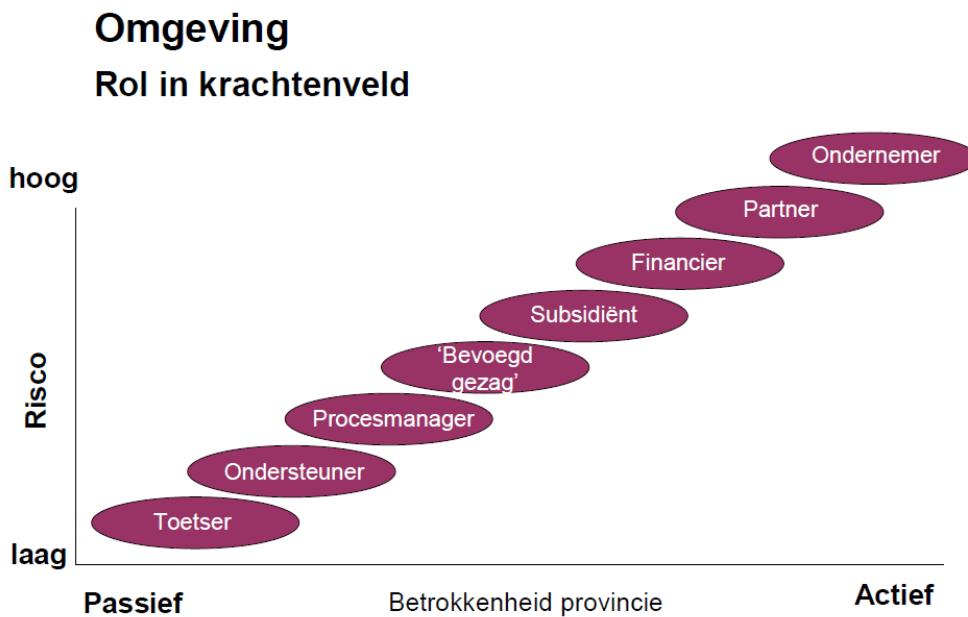 Omgeving
Rol in krachtenveld
hoog
Ondernemer
Partner
Financier
Subsidiënt
‘Bevoegd
gezag’
Procesmanager
Ondersteuner
Toetser
Risco
laag
Passief
Betrokkenheid provincie
Actief